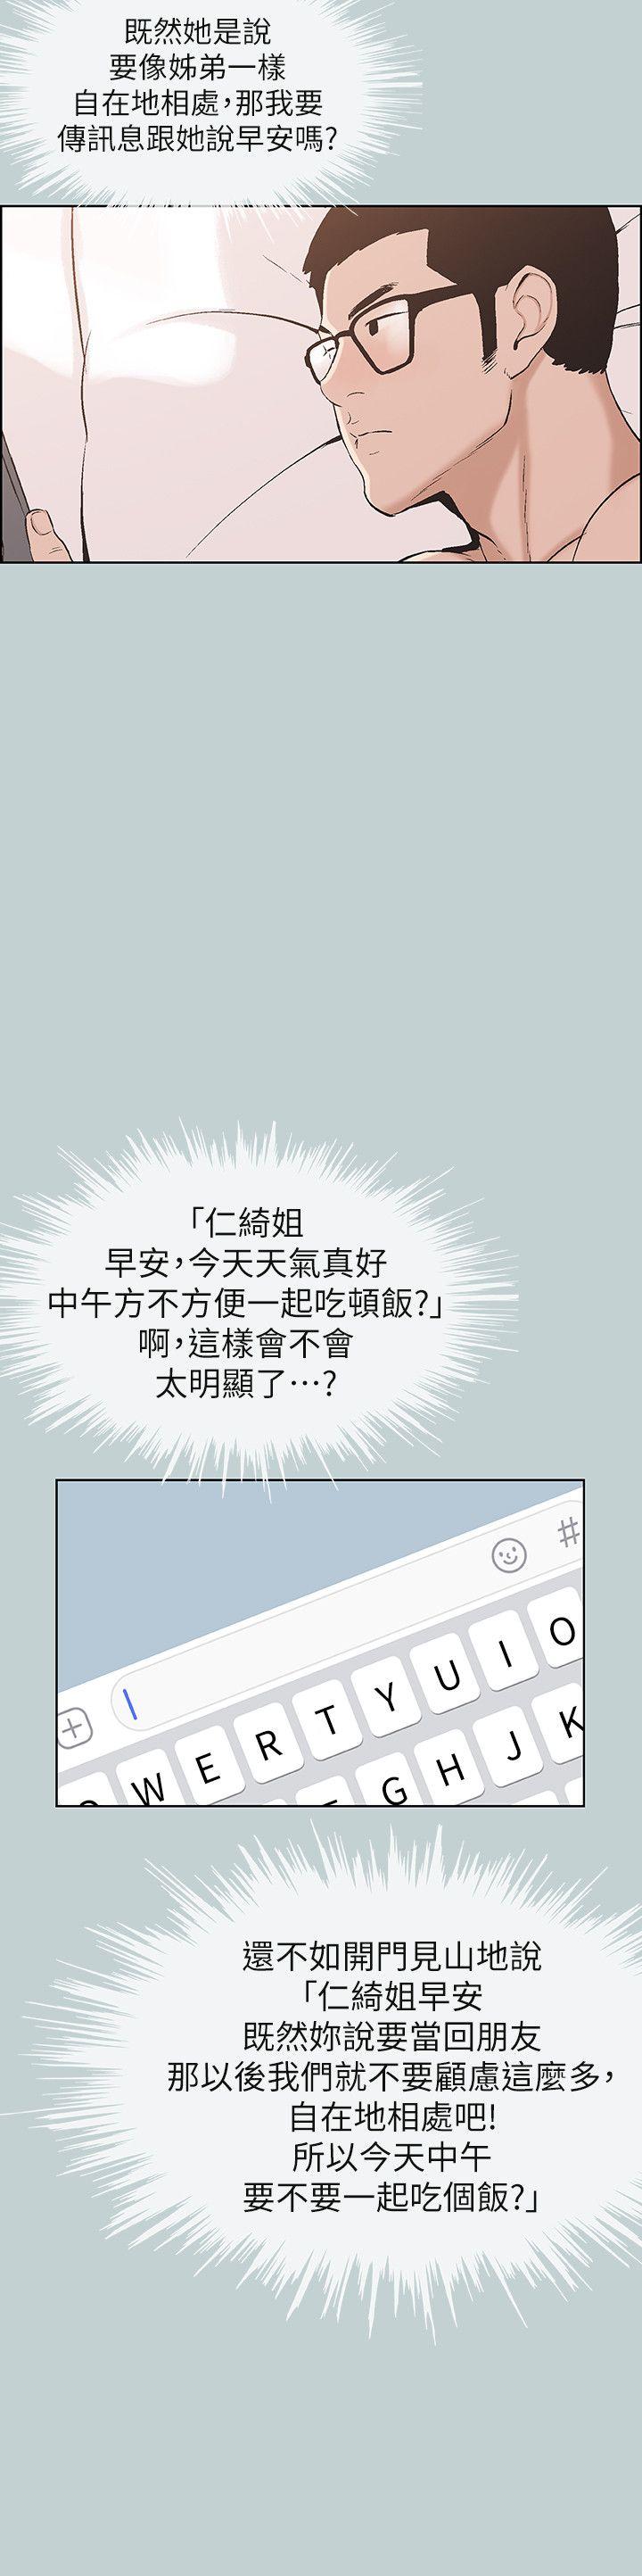 既然她是說
要像姊弟一樣
自在地相處,那我要
傳訊息跟她說早安嗎?
「仁綺姐
早安,今天天氣真好
中午方不方便一起吃頓飯?」
啊,這樣會不會
太明顯了…?
#
O
U I
T Y
W E R
J K
G H
還不如開門見山地說
「仁綺姐早安
既然妳說要當回朋友
那以後我們就不要顧慮這麼多,
自在地相處吧!
所以今天中午
要不要一起吃個飯?」